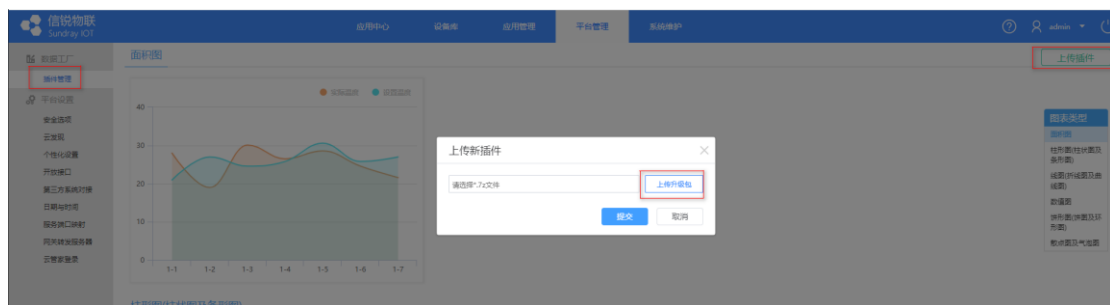 信锐物联
Sundray IOT
应用中心
设备库
应用管理
平台管理
系统维护
admin
数据工厂
插件管理
平台设置
安全选项
云发现
个性化设置
开放接口
第三方系统对接
日期与时间
服务端口映射
网关转发服务器
云管家登录
面积图
上传插件
实际温度
设置温度
40
30
20
10
0
1-1 1-2 1-3 1-4 1-5 1-6 1-7
上传新插件
请选择*.7z文件
上传升级包
提交
取消
图表类型
面积图
柱形图(柱状图及
条形图)
线图(折线图及曲
线图)
数值图
饼形图(饼图及环
形图)
散点图及气泡图